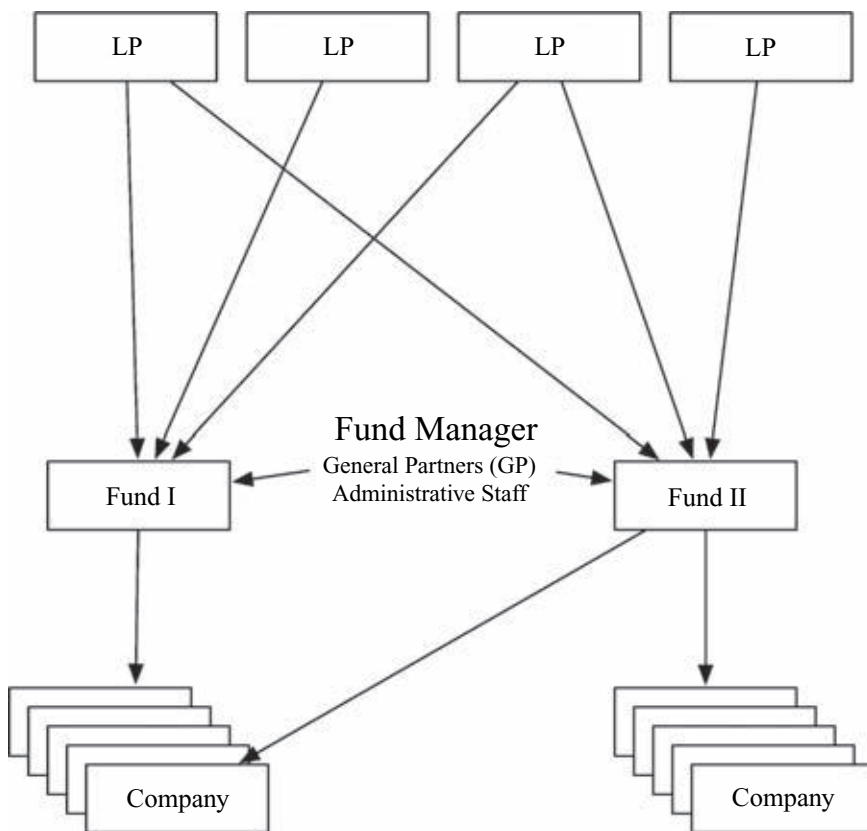 LP
LP
LP
LP
Fund Manager
General Partners (GP)
Administrative Staff
Fund I
Fund II
Company
Company